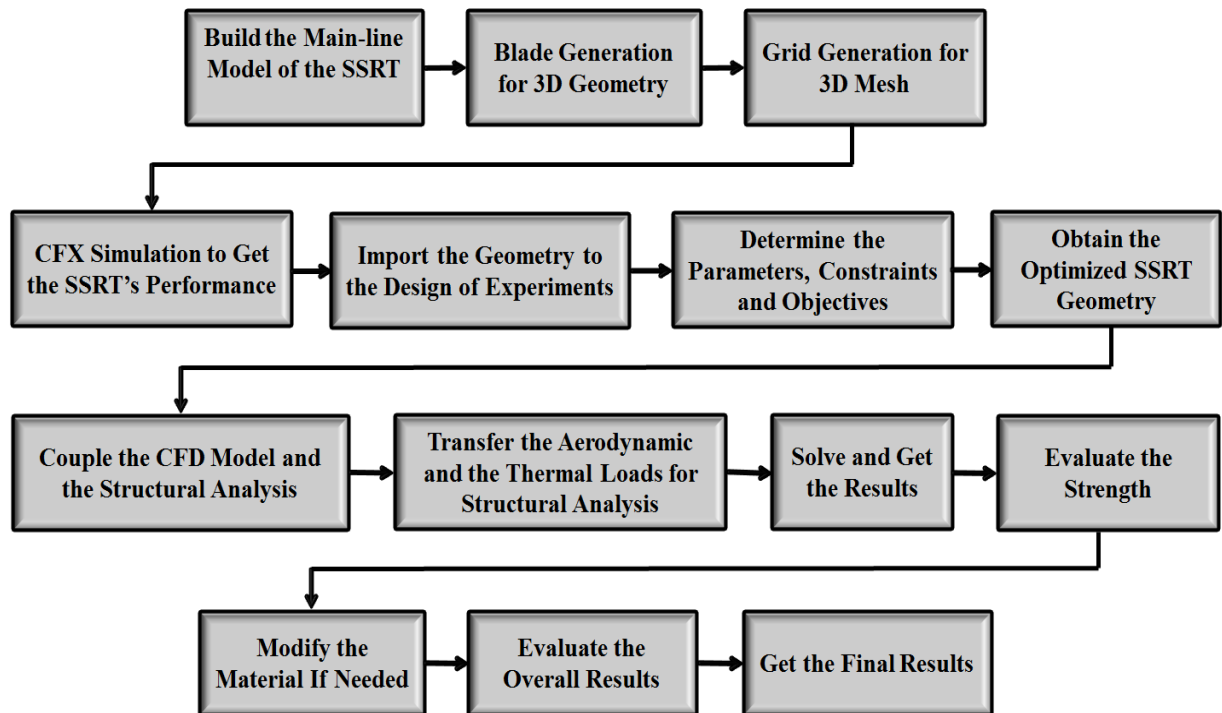 Build the Main-line
Model of the SSRT
Blade Generation
for 3D Geometry
Grid Generation for
3D Mesh
CFX Simulation to Get
the SSRT’s Performance
Import the Geometry to
the Design of Experiments
Determine the
Parameters, Constraints
and Objectives
Obtain the
Optimized SSRT
Geometry
Couple the CFD Model and
the Structural Analysis
Transfer the Aerodynamic
and the Thermal Loads for
Structural Analysis
Solve and Get
the Results
Evaluate the
Strength
Modify the
Material If Needed
Evaluate the
Overall Results
Get the Final Results